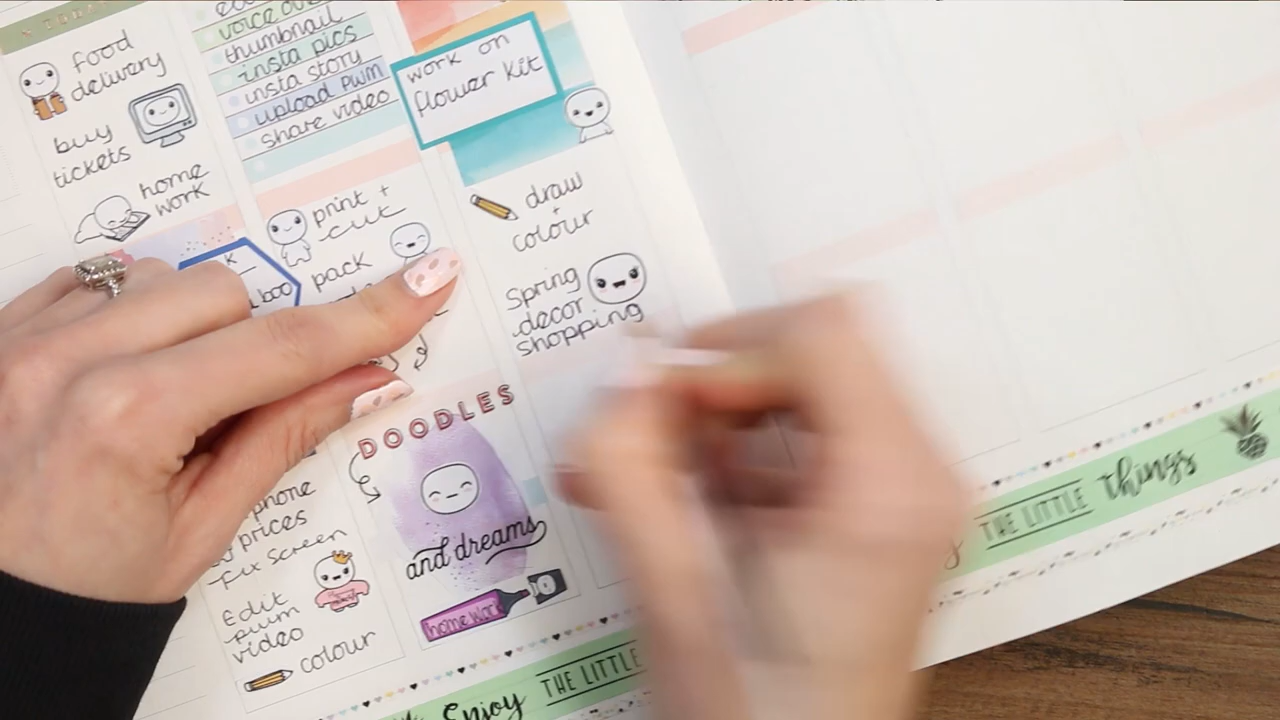 food
delivery
buy
tickets
home
work
voice over
thumbnail
insta pics
insta story
upload PWM
share video
print +
cut
pack
work on
flower kit
draw
+
colour
Spring
decor
shopping
phone
prices
fix screen
Edit
pwm
video
colour
DOODLES
and dreams
home work
Enjoy THE LITTLE
THE LITTLE things